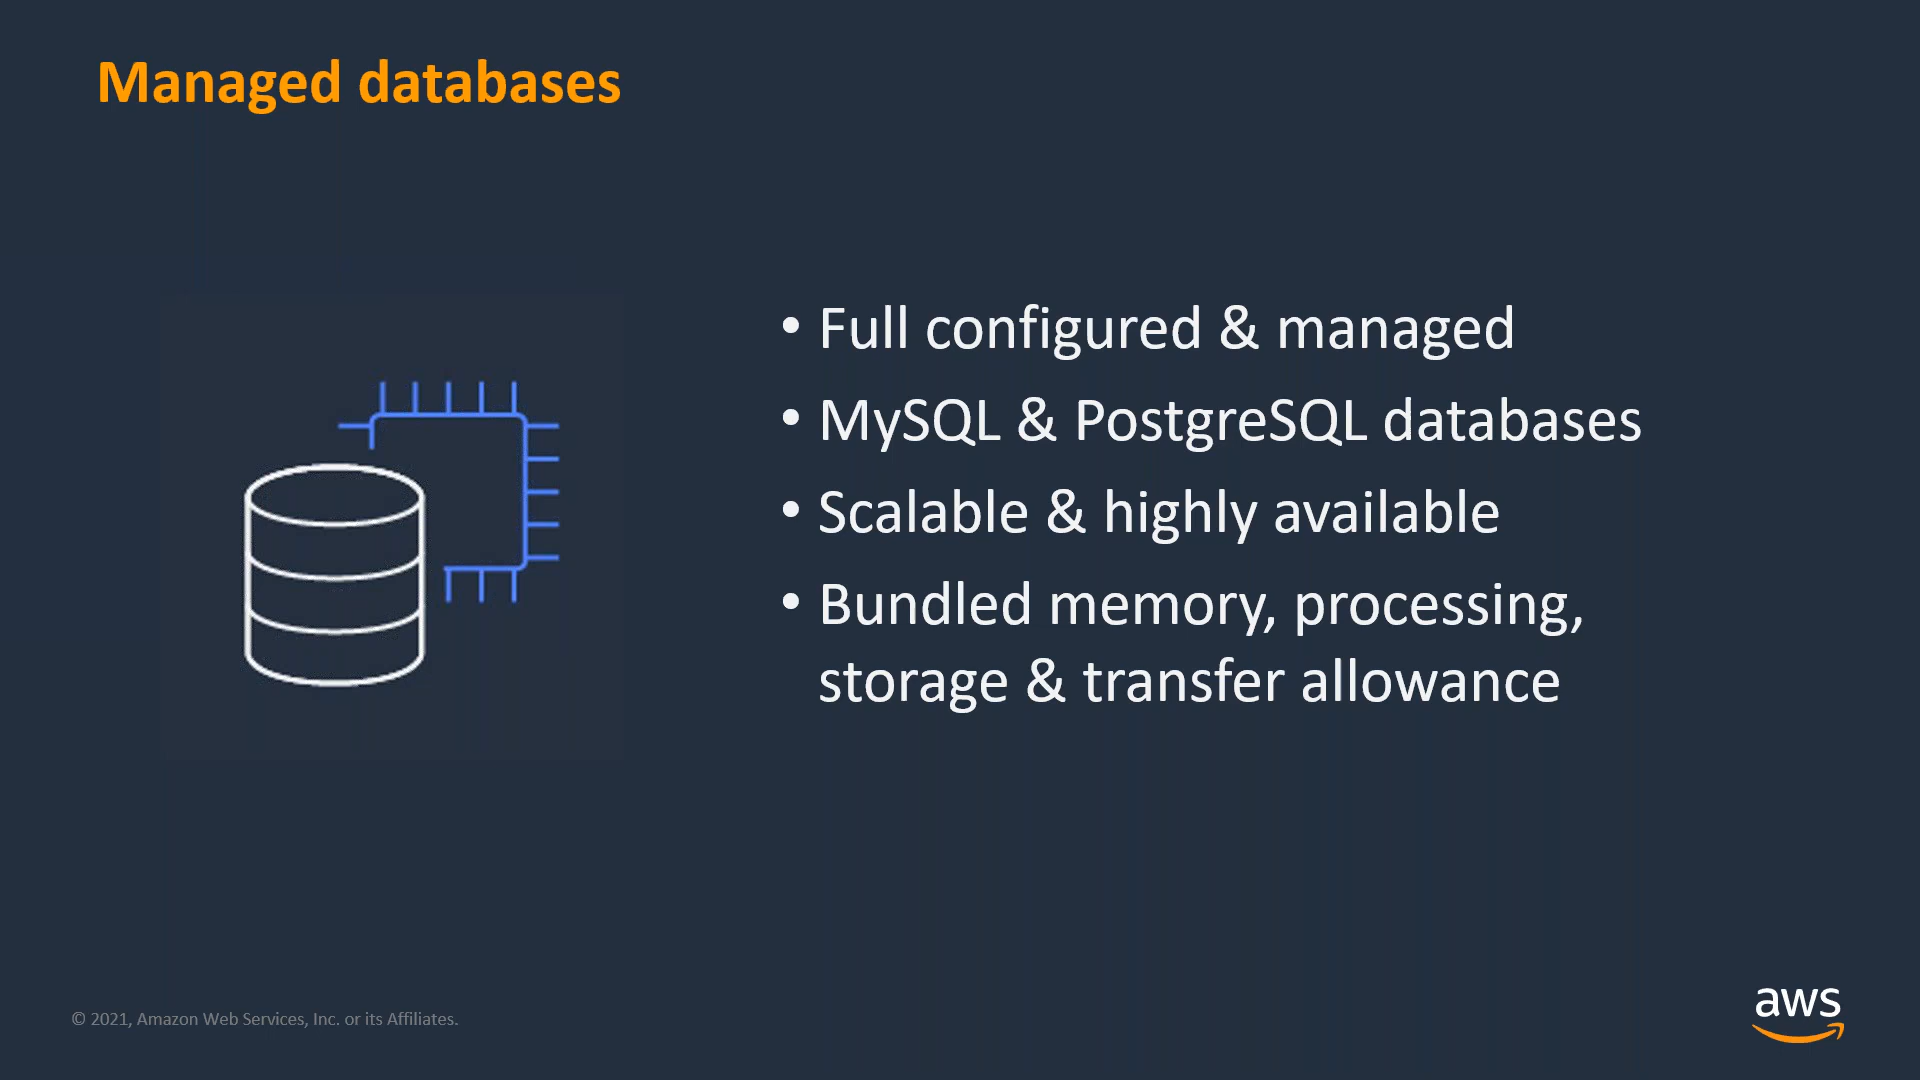 Managed databases
• Full configured & managed
• MySQL & PostgreSQL databases
• Scalable & highly available
• Bundled memory, processing,
storage & transfer allowance
© 2021, Amazon Web Services, Inc. or its Affiliates.
aws